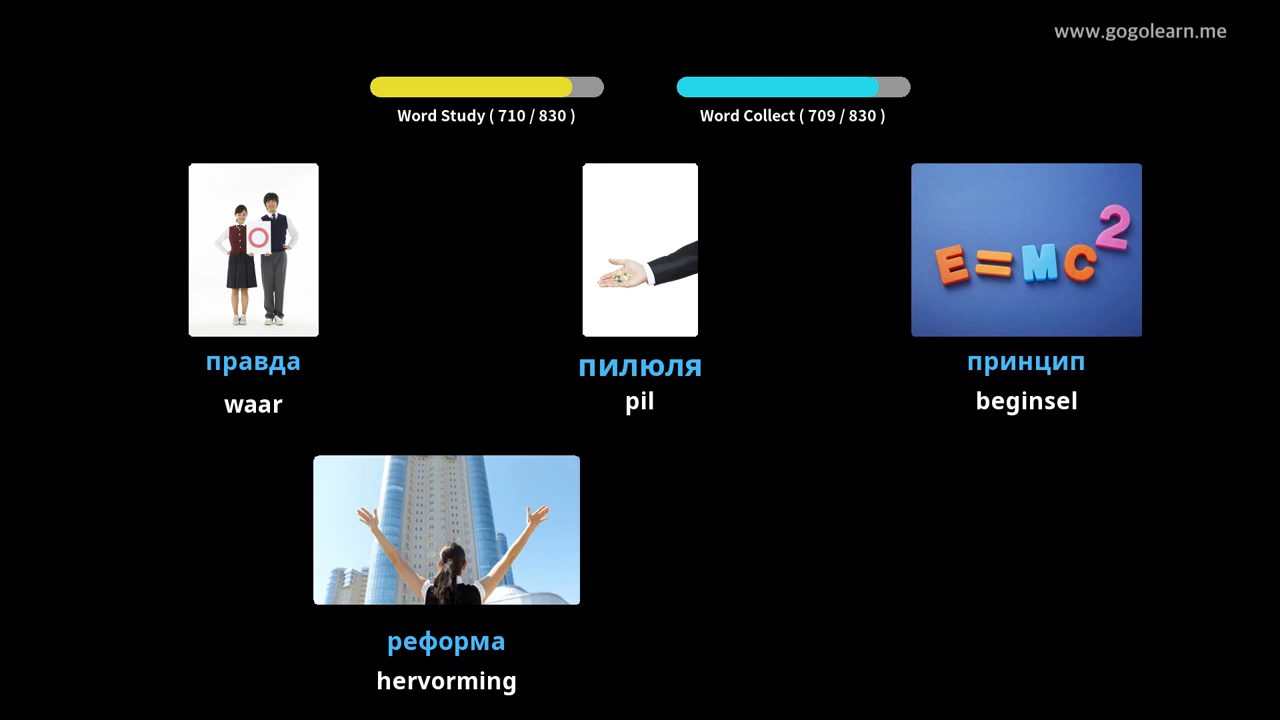 www.gogolearn.me
Word Study ( 710 / 830 )
Word Collect ( 709 / 830 )
E=MC2
правда
waar
пилюля
pil
принцип
beginsel
реформа
hervorming